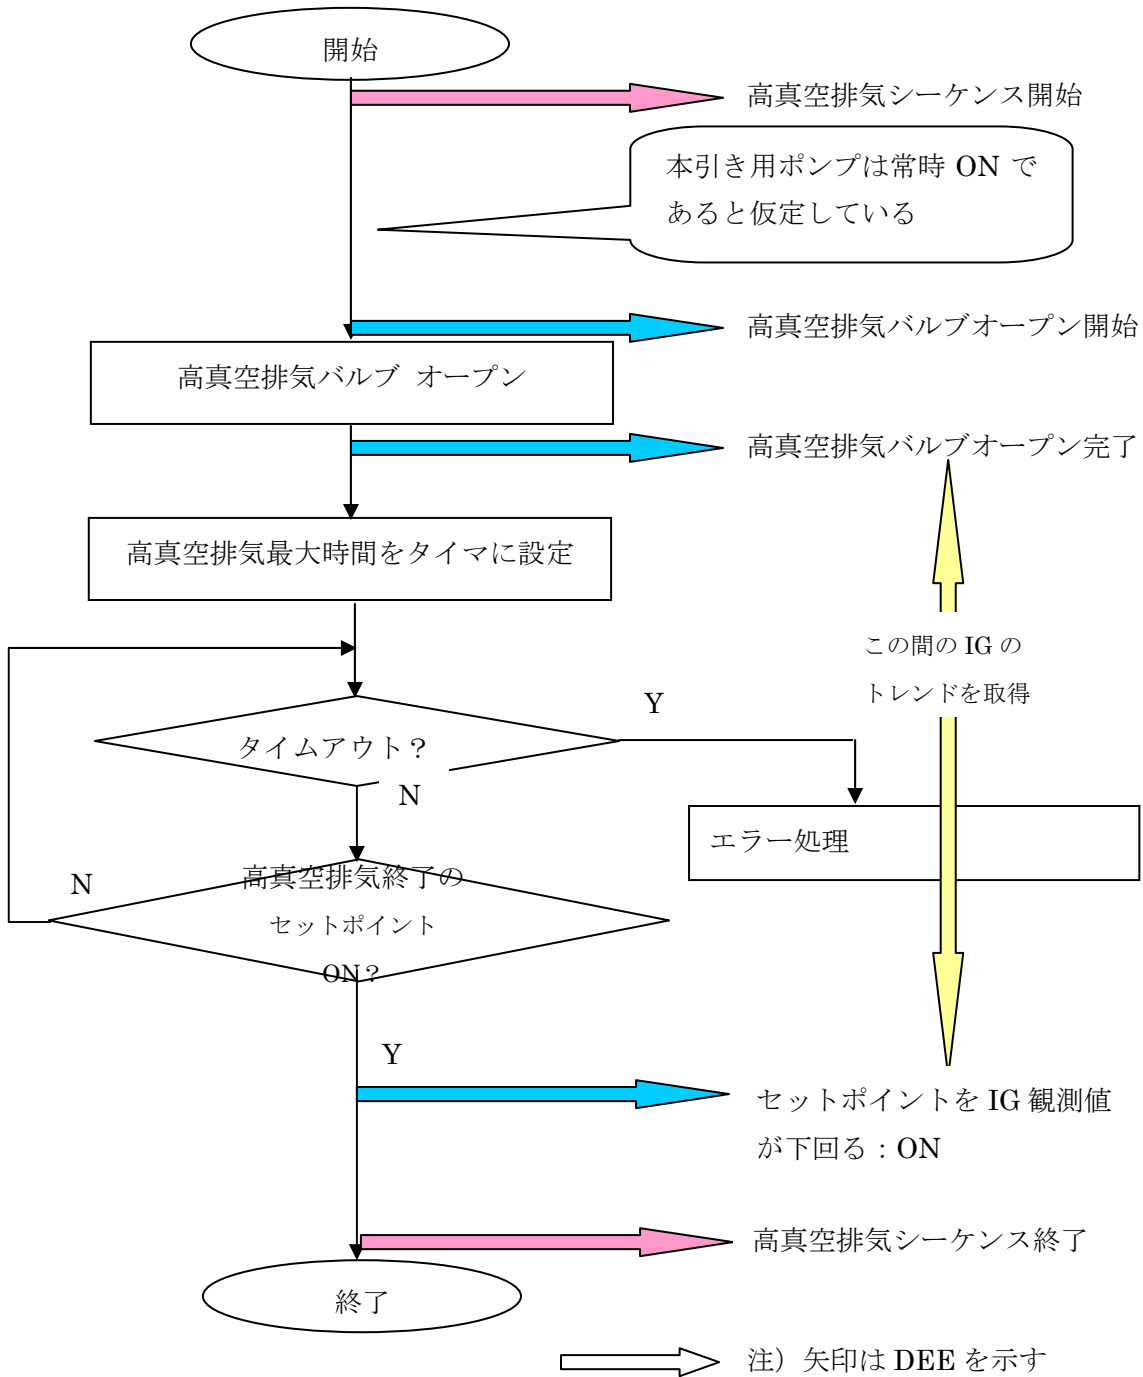 開始
高真空排気シーケンス開始
本引き用ポンプは常時 ON で
あると仮定している
高真空排気バルブオープン開始
高真空排気バルブ オープン
高真空排気バルブオープン完了
高真空排気最大時間をタイマに設定
この間の IG の
トレンドを取得
Y
タイムアウト？
N
エラー処理
N
高真空排気終了の
セットポイント
ON？
Y
セットポイントを IG 観測値
が下回る：ON
高真空排気シーケンス終了
終了
注）矢印は DEE を示す